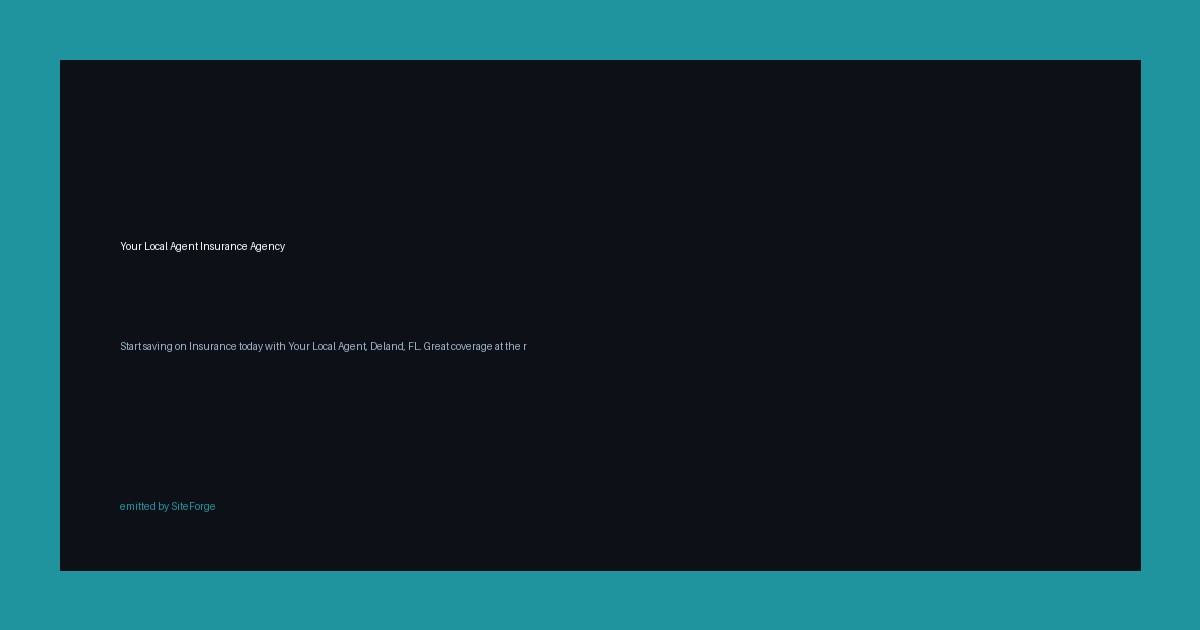 Your Local Agent Insurance Agency
Start saving on Insurance today with Your Local Agent, Deland, FL. Great coverage at the r
emitted by SiteForge